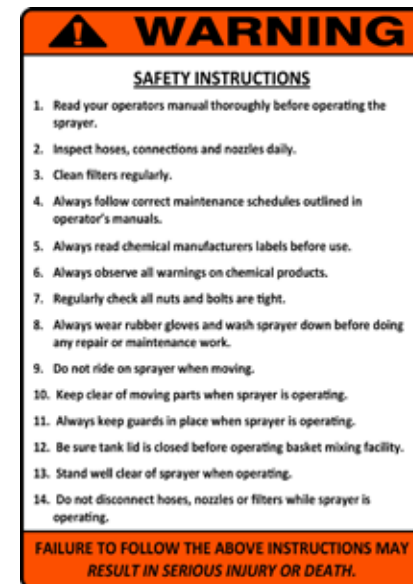 WARNING
SAFETY INSTRUCTIONS
1. Read your operators manual thoroughly before operating the
sprayer.
2. Inspect hoses, connections and nozzles daily.
3. Clean filters regularly.
4. Always follow correct maintenance schedules outlined in
operator's manuals.
5. Always read chemical manufacturers labels before use.
6. Always observe all warnings on chemical products.
7. Regularly check all nuts and bolts are tight.
8. Always wear rubber gloves and wash sprayer down before doing
any repair or maintenance work.
9. Do not ride on sprayer when moving.
10. Keep clear of moving parts when sprayer is operating.
11. Always keep guards in place when sprayer is operating.
12. Be sure tank lid is closed before operating basket mixing facility.
13. Stand well clear of sprayer when operating.
14. Do not disconnect hoses, nozzles or filters while sprayer is
operating.
FAILURE TO FOLLOW THE ABOVE INSTRUCTIONS MAY
RESULT IN SERIOUS INJURY OR DEATH.